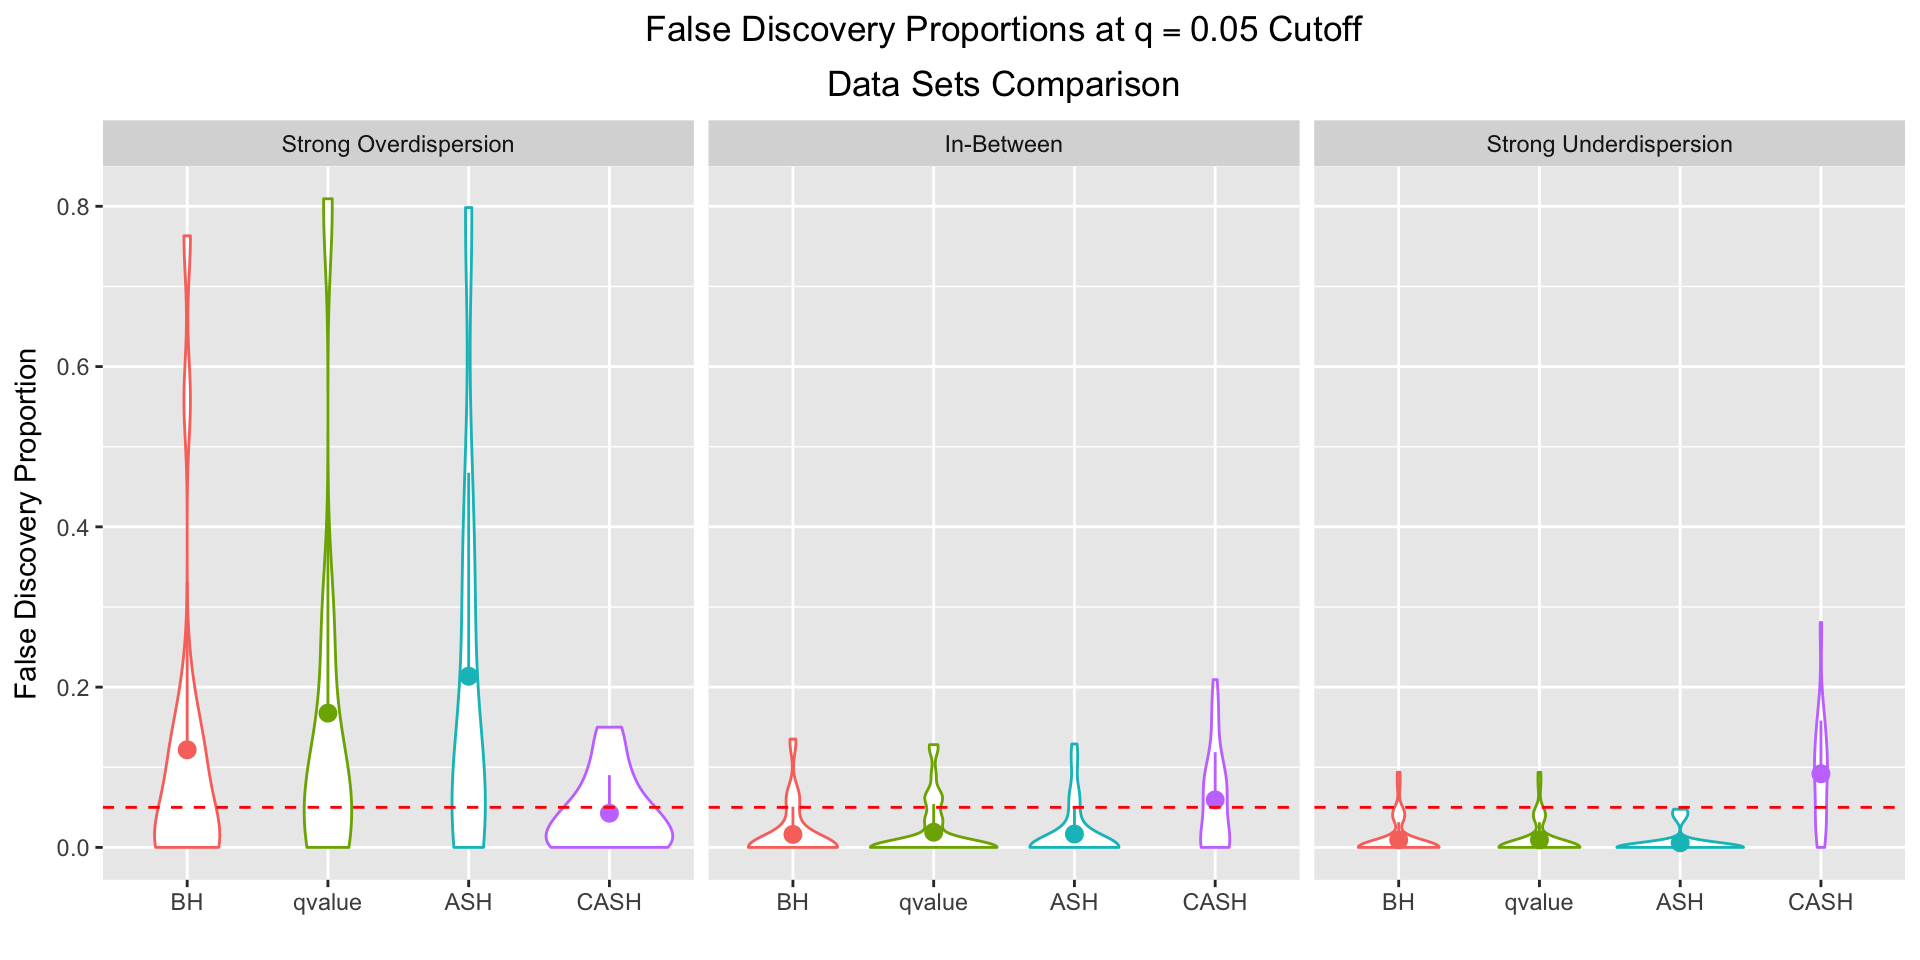 False Discovery Proportions at q = 0.05 Cutoff
Data Sets Comparison
Strong Overdispersion
In-Between
Strong Underdispersion
False Discovery Proportion
0.8
0.6
0.4
0.2
0.0
BH qvalue ASH CASH
BH qvalue ASH CASH
BH qvalue ASH CASH